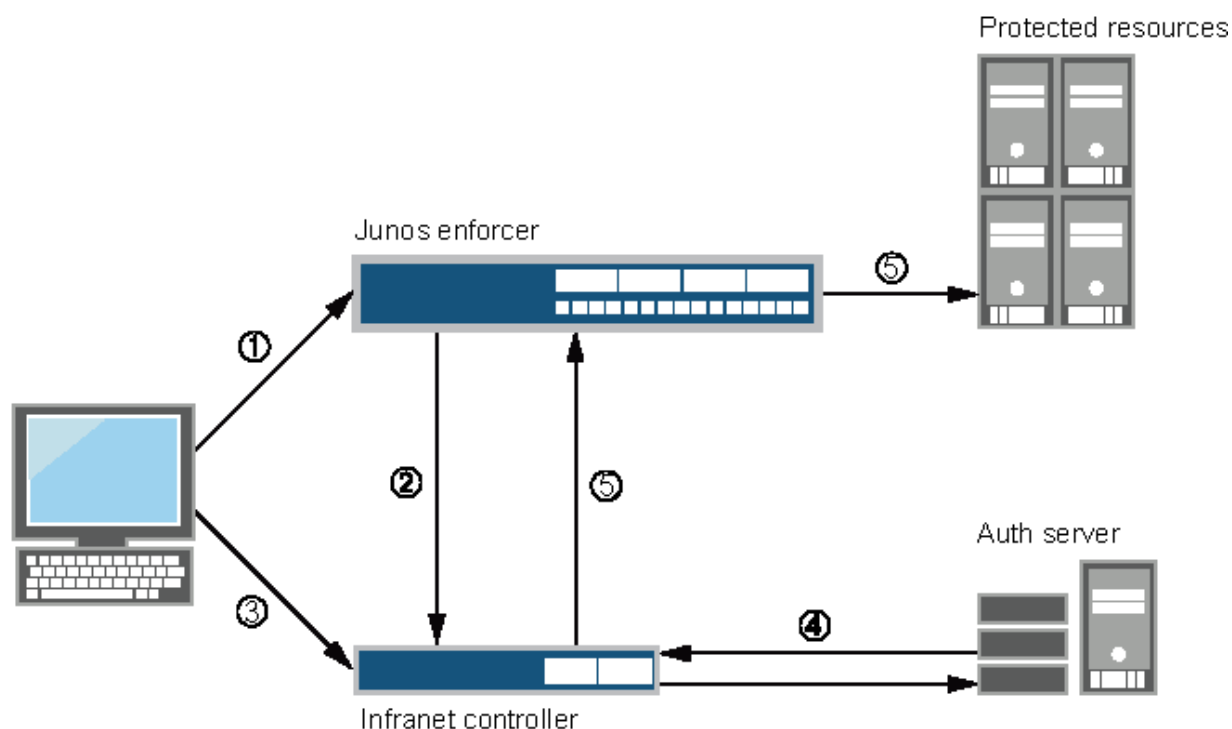 Protected resources
Junos enforcer
⑤
①
②
⑤
Auth server
③
④
Infranet controller